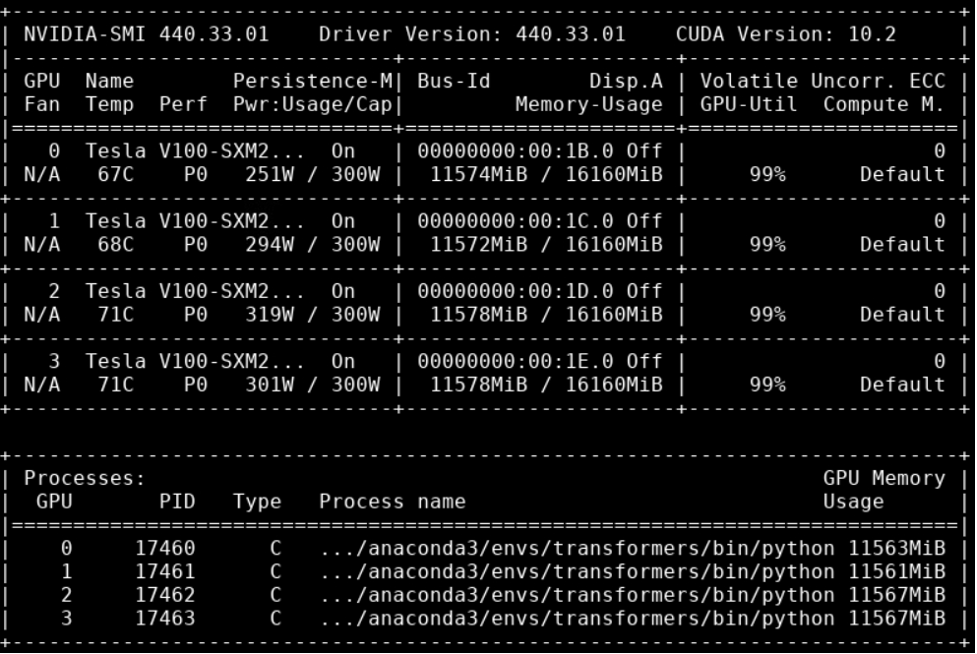 +-----------------------------------------------------------------------------+
| NVIDIA-SMI 440.33.01    Driver Version: 440.33.01    CUDA Version: 10.2     |
|-------------------------------+----------------------+----------------------+
| GPU  Name        Persistence-M| Bus-Id        Disp.A | Volatile Uncorr. ECC |
| Fan  Temp  Perf  Pwr:Usage/Cap|         Memory-Usage | GPU-Util  Compute M. |
|===============================+======================+======================|
|   0  Tesla V100-SXM2...  On   | 00000000:00:1B.0 Off |                    0 |
| N/A   67C    P0   251W / 300W |  11574MiB / 16160MiB |     99%      Default |
+-------------------------------+----------------------+----------------------+
|   1  Tesla V100-SXM2...  On   | 00000000:00:1C.0 Off |                    0 |
| N/A   68C    P0   294W / 300W |  11572MiB / 16160MiB |     99%      Default |
+-------------------------------+----------------------+----------------------+
|   2  Tesla V100-SXM2...  On   | 00000000:00:1D.0 Off |                    0 |
| N/A   71C    P0   319W / 300W |  11578MiB / 16160MiB |     99%      Default |
+-------------------------------+----------------------+----------------------+
|   3  Tesla V100-SXM2...  On   | 00000000:00:1E.0 Off |                    0 |
| N/A   71C    P0   301W / 300W |  11578MiB / 16160MiB |     99%      Default |
+-------------------------------+----------------------+----------------------+

+-----------------------------------------------------------------------------+
| Processes:                                                       GPU Memory |
|  GPU       PID   Type   Process name                             Usage      |
|=============================================================================|
|    0     17460      C   .../anaconda3/envs/transformers/bin/python 11563MiB |
|    1     17461      C   .../anaconda3/envs/transformers/bin/python 11561MiB |
|    2     17462      C   .../anaconda3/envs/transformers/bin/python 11567MiB |
|    3     17463      C   .../anaconda3/envs/transformers/bin/python 11567MiB |
+-----------------------------------------------------------------------------+